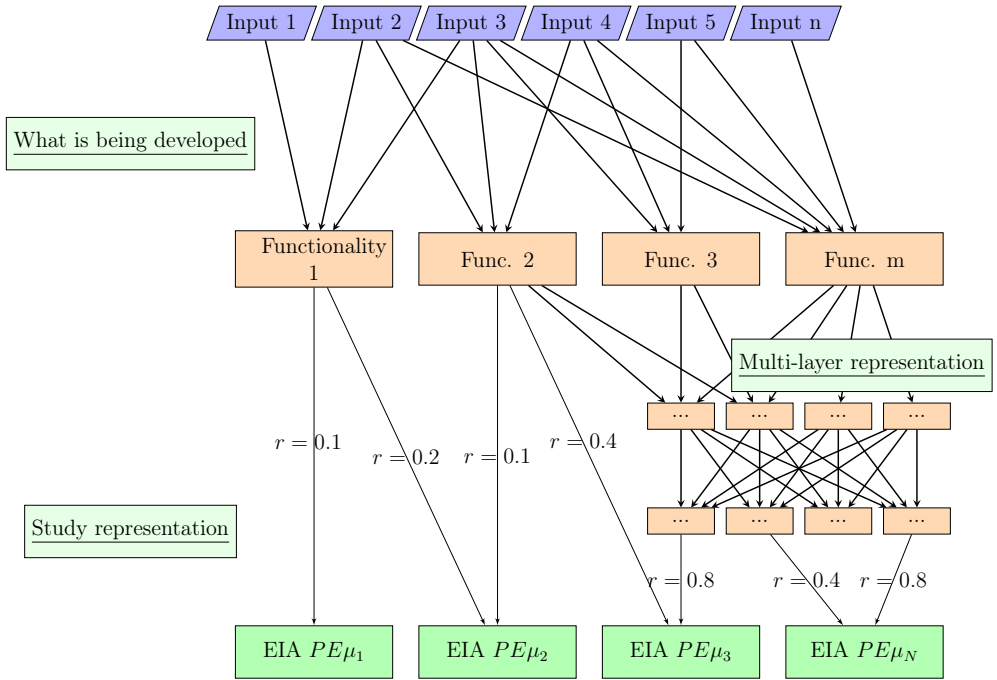 Input 1
Input 2
Input 3
Input 4
Input 5
Input n
What is being developed
Functionality
1
Func. 2
Func. 3
Func. m
Multi-layer representation
...
...
...
...
r = 0.1
r = 0.2
r = 0.1
r = 0.4
Study representation
...
...
...
...
r = 0.8
r = 0.4
r = 0.8
EIA PEμ₁
EIA PEμ₂
EIA PEμ₃
EIA PEμ_N